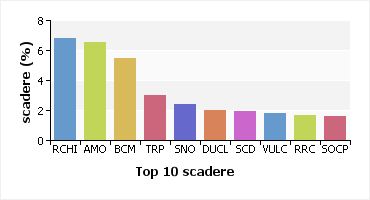 8
6
4
2
0
scadere (%)
RCHI AMO BCM TRP SNO DUCL SCD VULC RRC SOCP
Top 10 scadere